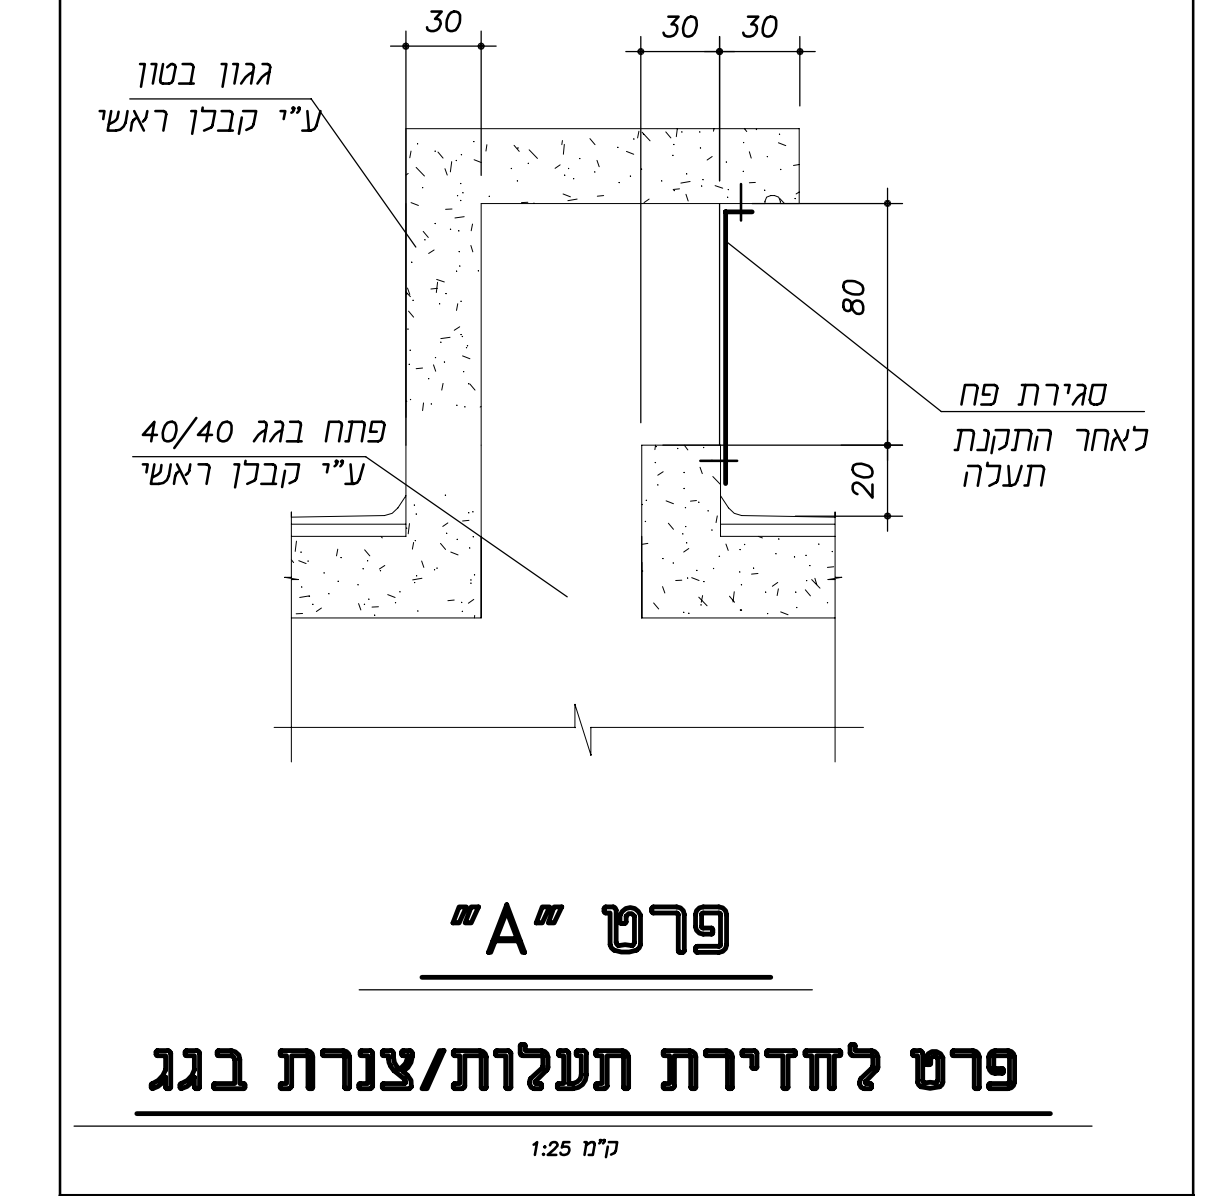 30
30
30
גגון בטון
ע"י קבלן ראשי
80
סגירת פח
לאחר התקנת
תעלה
פתח בגג 40/40
ע"י קבלן ראשי
20
פרט "A"
פרט לחדירת תעלות/צנרת בגג
ק"מ 1:25